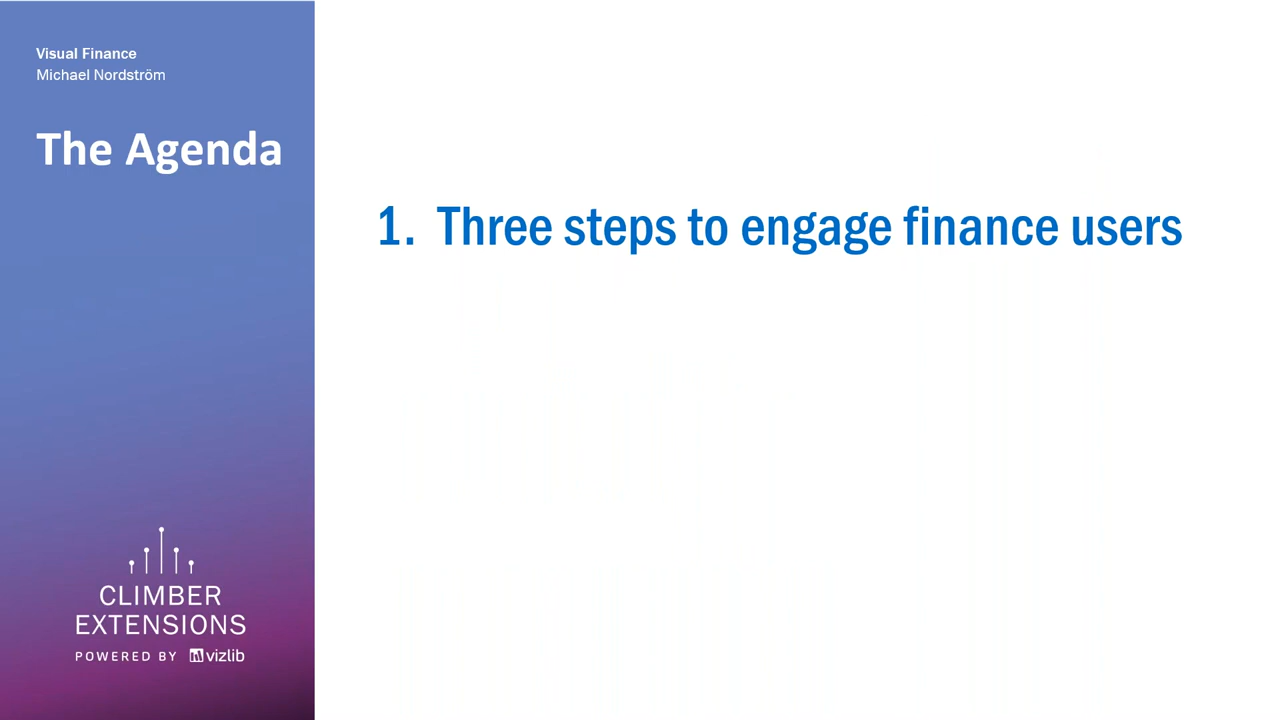 Visual Finance
Michael Nordström
The Agenda
1. Three steps to engage finance users
CLIMBER
EXTENSIONS
POWERED BY vizlib